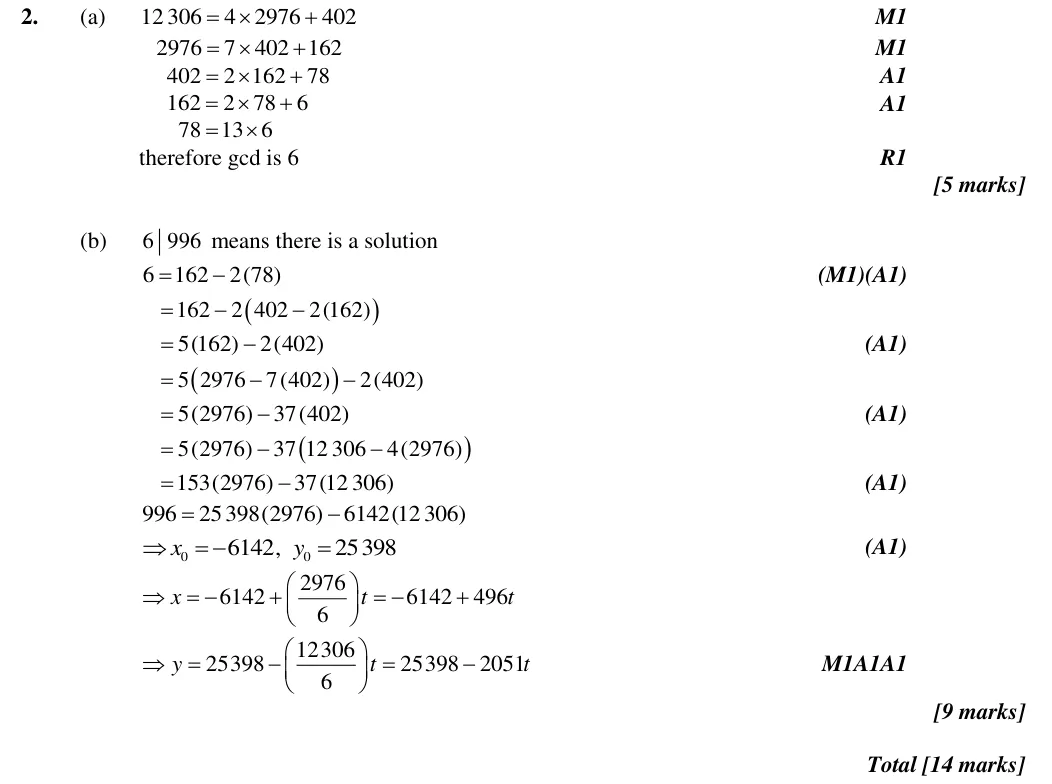 2. (a) 12 306 = 4 × 2976 + 402 M1
2976 = 7 × 402 + 162 M1
402 = 2 × 162 + 78 A1
162 = 2 × 78 + 6 A1
78 = 13 × 6
therefore gcd is 6 R1
[5 marks]
(b) 6 | 996 means there is a solution
6 = 162 − 2(78) (M1)(A1)
= 162 − 2(402 − 2(162))
= 5(162) − 2(402) (A1)
= 5(2976 − 7(402)) − 2(402)
= 5(2976) − 37(402) (A1)
= 5(2976) − 37(12 306 − 4(2976))
= 153(2976) − 37(12 306) (A1)
996 = 25 398(2976) − 6142(12 306)
⇒ x₀ = −6142, y₀ = 25 398 (A1)
⇒ x = −6142 + (2976/6)t = −6142 + 496t
⇒ y = 25398 − (12306/6)t = 25398 − 2051t M1A1A1
[9 marks]
Total [14 marks]